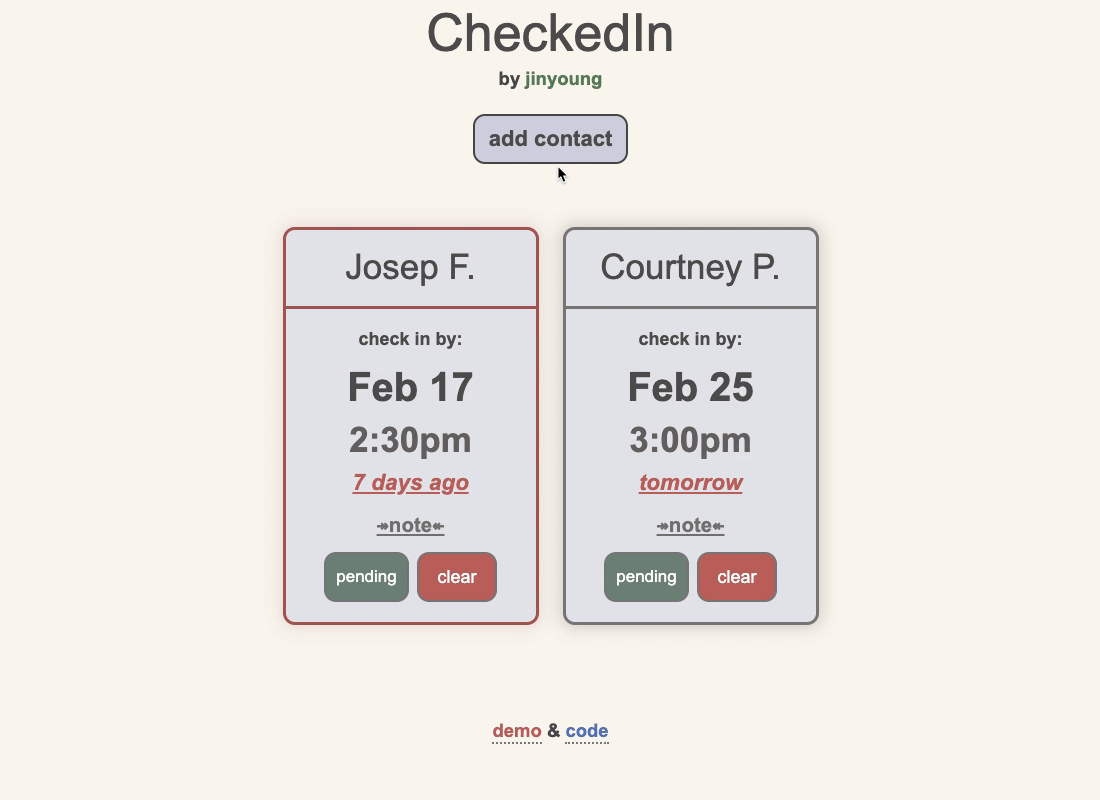 CheckedIn
by jinyoung
add contact
Josep F.
check in by:
Feb 17
2:30pm
7 days ago
↠note↞
pending clear
Courtney P.
check in by:
Feb 25
3:00pm
tomorrow
↠note↞
pending clear
demo & code